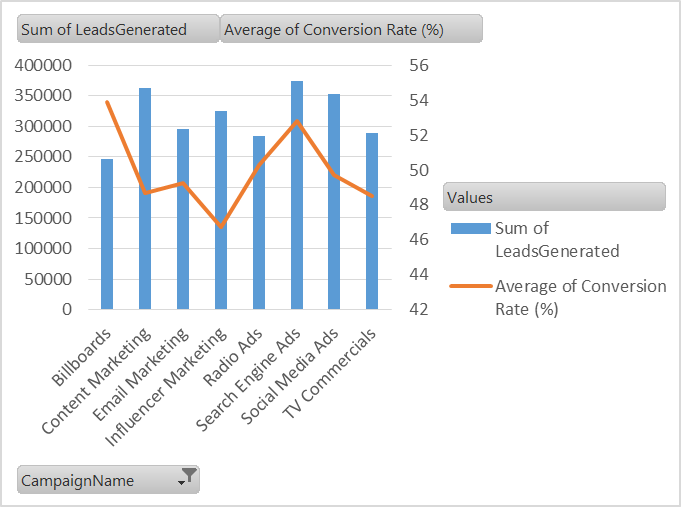 Sum of LeadsGenerated
Average of Conversion Rate (%)
400000
350000
300000
250000
200000
150000
100000
50000
0
56
54
52
50
48
46
44
42
Values
Sum of
LeadsGenerated
Average of Conversion
Rate (%)
Billboards
Content Marketing
Email Marketing
Influencer Marketing
Radio Ads
Search Engine Ads
Social Media Ads
TV Commercials
CampaignName